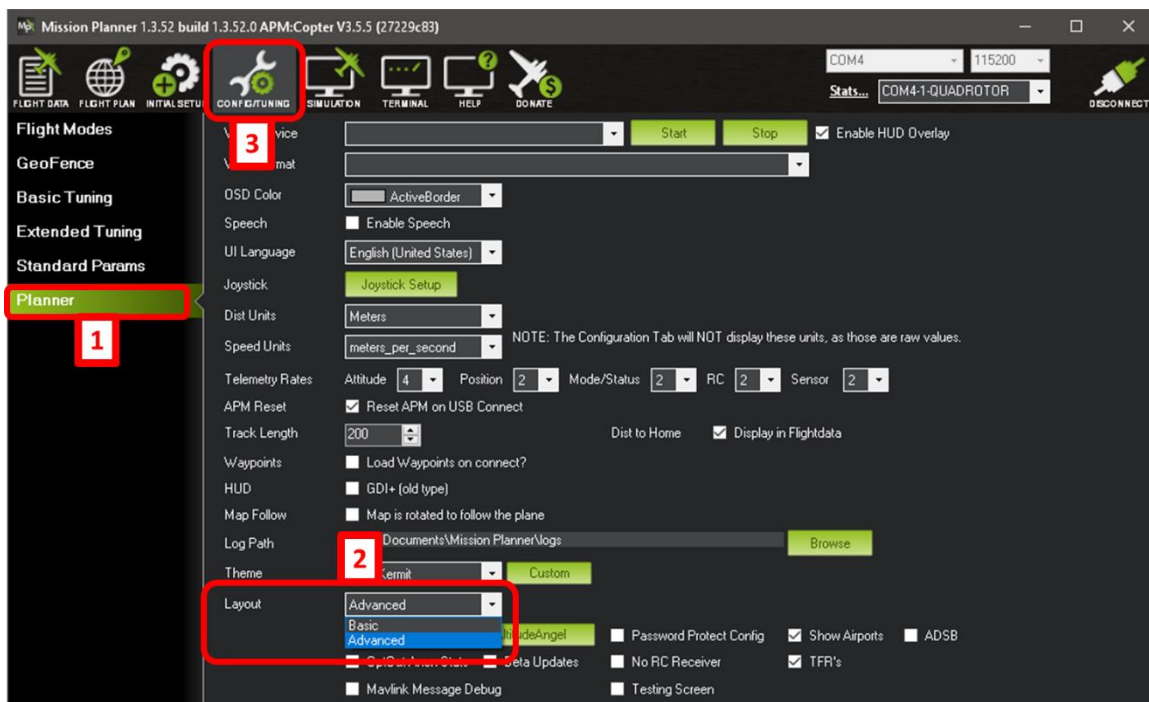 Mission Planner 1.3.52 build 1.3.52.0 APM:Copter V3.5.5 (27229c83)
COM4 115200
Stats... COM4-1-QUADROTOR
FLIGHT DATA FLIGHT PLAN INITIAL SETU CONFIG/TUNING SIMULATION TERMINAL HELP DONATE DISCONNECT
3
Flight Modes
GeoFence
Basic Tuning
Extended Tuning
Standard Params
Planner
1
Start Stop Enable HUD Overlay
OSD Color ActiveBorder
Speech Enable Speech
UI Language English (United States)
Joystick Joystick Setup
Dist Units Meters
NOTE: The Configuration Tab will NOT display these units, as those are raw values.
Speed Units meters_per_second
Telemetry Rates Attitude 4 Position 2 Mode/Status 2 RC 2 Sensor 2
APM Reset Reset APM on USB Connect
Track Length 200 Dist to Home Display in Flightdata
Waypoints Load Waypoints on connect?
HUD GDI+ (old type)
Map Follow Map is rotated to follow the plane
Log Path Documents\Mission Planner\logs Browse
2
Theme Kermit Custom
Layout Advanced
Basic
Advanced
Password Protect Config Show Airports ADSB
Beta Updates No RC Receiver TFR's
Mavlink Message Debug Testing Screen